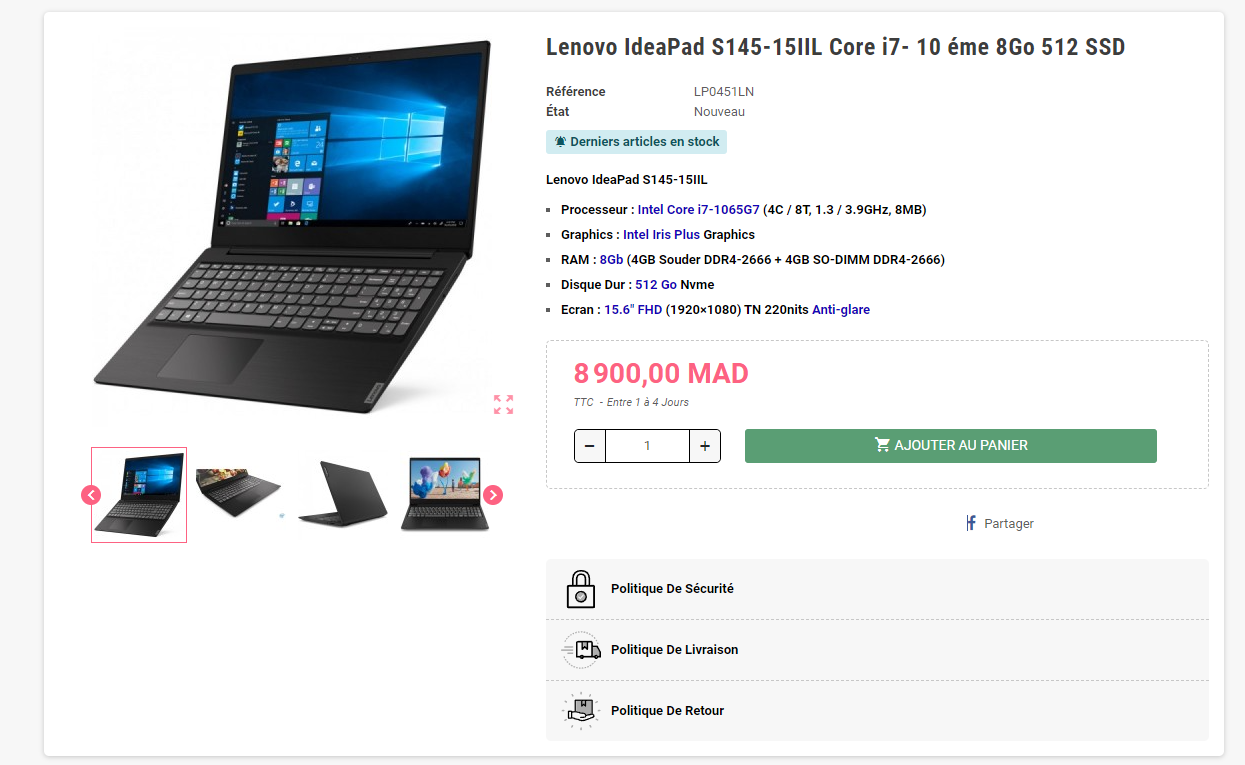 Lenovo IdeaPad S145-15IIL Core i7- 10 éme 8Go 512 SSD
Référence LP0451LN
État Nouveau
Derniers articles en stock
Lenovo IdeaPad S145-15IIL
Processeur : Intel Core i7-1065G7 (4C / 8T, 1.3 / 3.9GHz, 8MB)
Graphics : Intel Iris Plus Graphics
RAM : 8Gb (4GB Souder DDR4-2666 + 4GB SO-DIMM DDR4-2666)
Disque Dur : 512 Go Nvme
Ecran : 15.6" FHD (1920×1080) TN 220nits Anti-glare
8 900,00 MAD
TTC - Entre 1 à 4 Jours
− 1 +
AJOUTER AU PANIER
Partager
Politique De Sécurité
Politique De Livraison
Politique De Retour
Lenovo